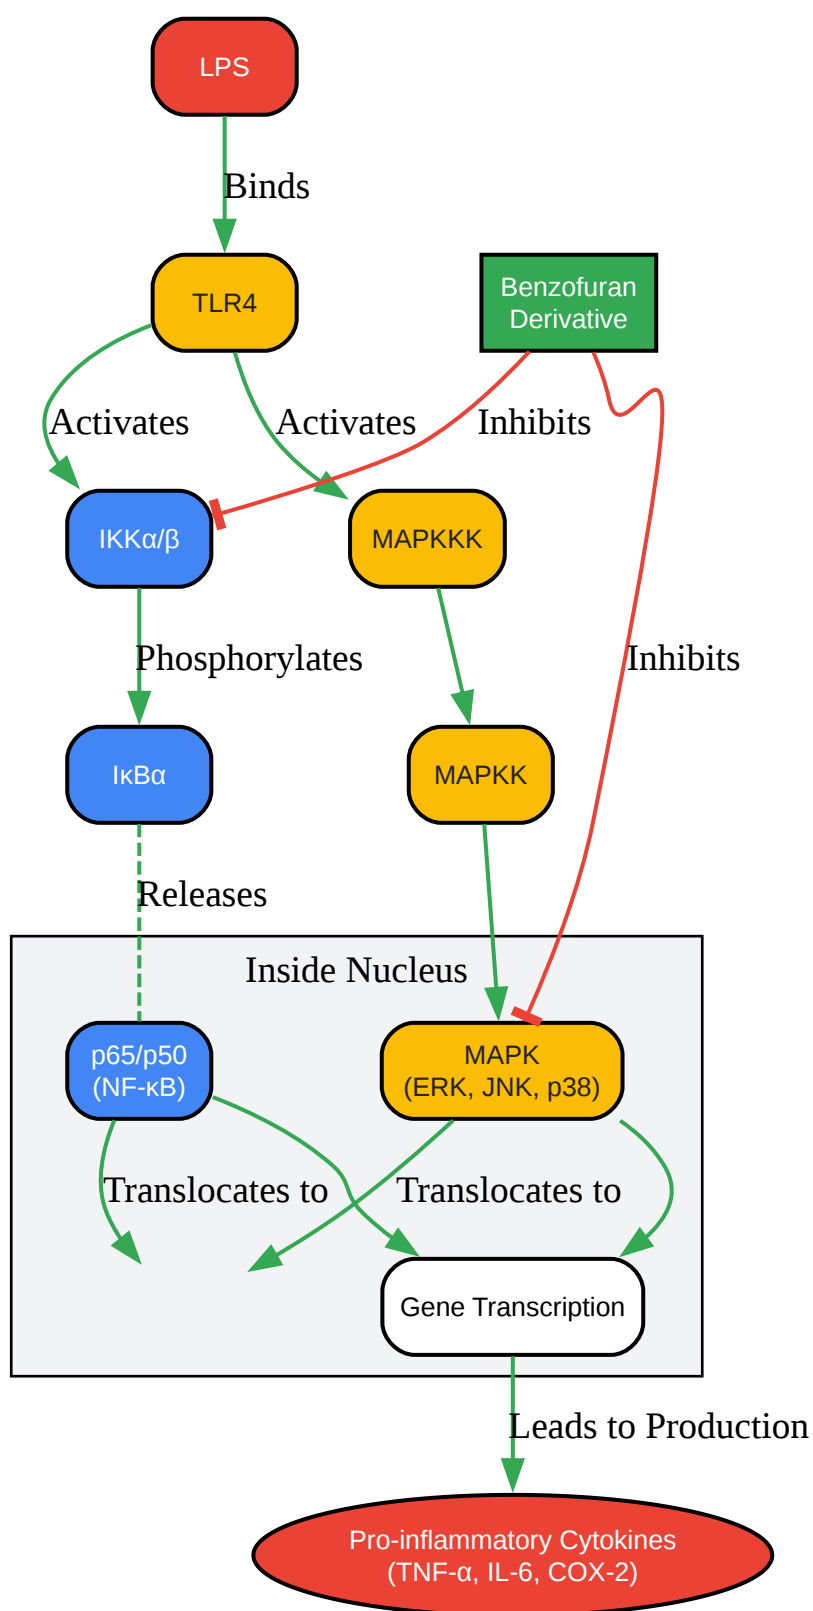 LPS
Binds
TLR4
Benzofuran
Derivative
Activates
Activates
Inhibits
IKKα/β
MAPKKK
Phosphorylates
Inhibits
IκBα
MAPKK
Releases
Inside Nucleus
p65/p50
(NF-κB)
MAPK
(ERK, JNK, p38)
Translocates to
Translocates to
Gene Transcription
Leads to Production
Pro-inflammatory Cytokines
(TNF-α, IL-6, COX-2)